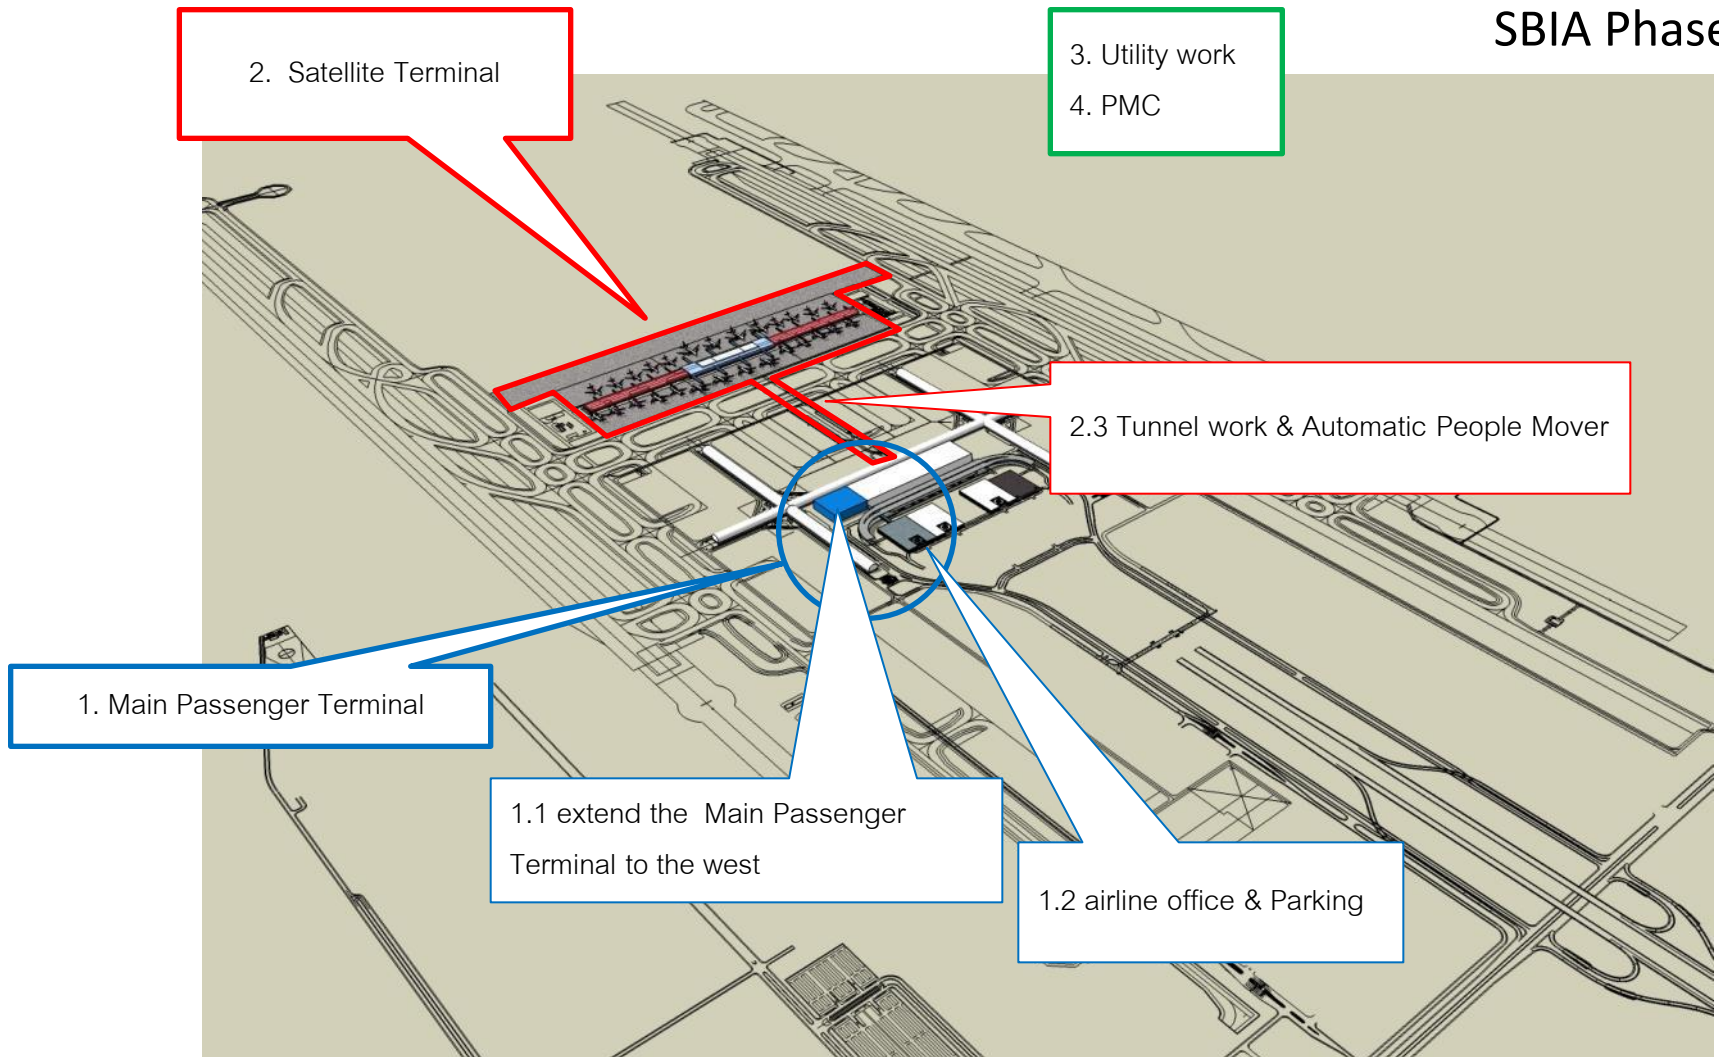 SBIA Phase
2. Satellite Terminal
3. Utility work
4. PMC
2.3 Tunnel work & Automatic People Mover
1. Main Passenger Terminal
1.1 extend the Main Passenger
Terminal to the west
1.2 airline office & Parking